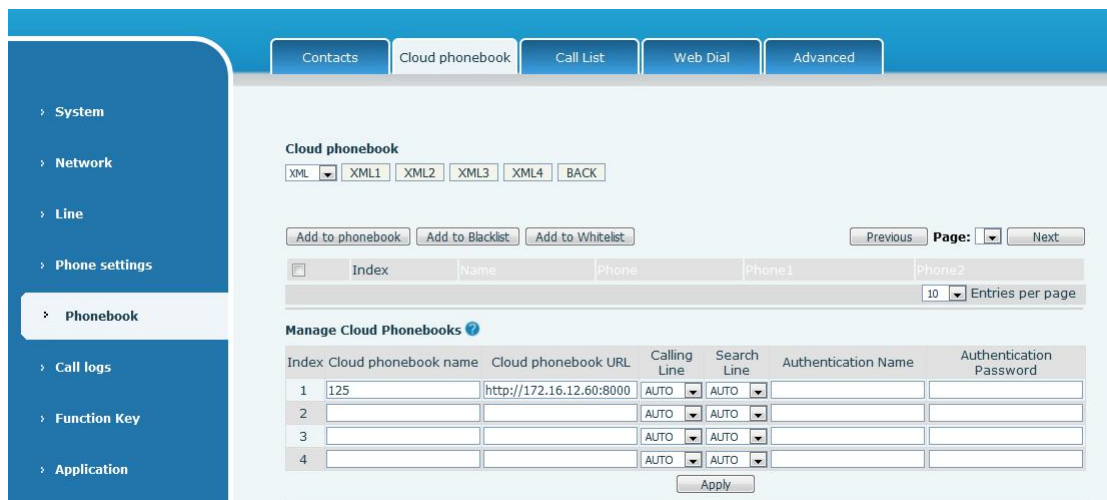 Contacts Cloud phonebook Call List Web Dial Advanced
System
Network
Line
Phone settings
Phonebook
Call logs
Function Key
Application
Cloud phonebook
XML XML1 XML2 XML3 XML4 BACK
Add to phonebook Add to Blacklist Add to Whitelist Previous Page: Next
Index Name Phone Phone1 Phone2
10 Entries per page
Manage Cloud Phonebooks ?
Index Cloud phonebook name Cloud phonebook URL Calling Line Search Line Authentication Name Authentication Password
1 125 http://172.16.12.60:8000 AUTO AUTO
2 AUTO AUTO
3 AUTO AUTO
4 AUTO AUTO
Apply